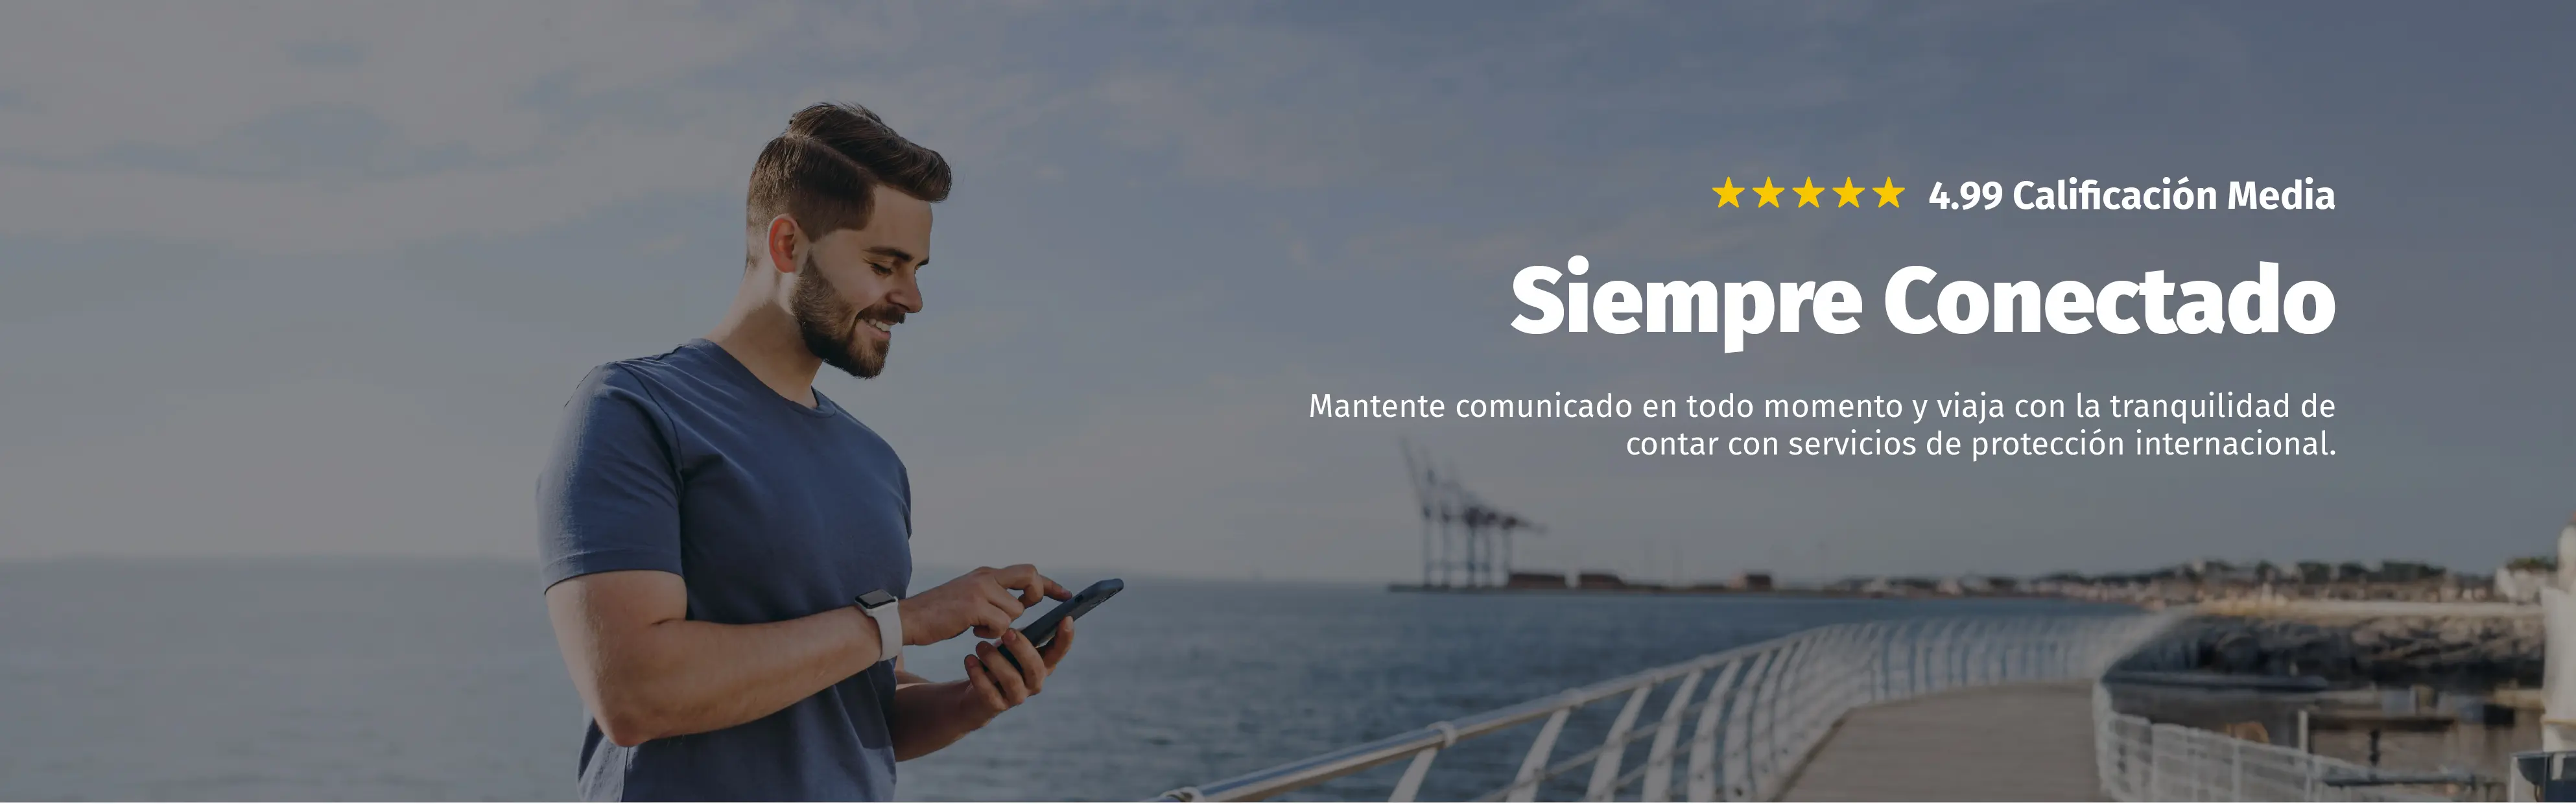 4.99 Calificación Media
Siempre Conectado
Mantente comunicado en todo momento y viaja con la tranquilidad de
contar con servicios de protección internacional.